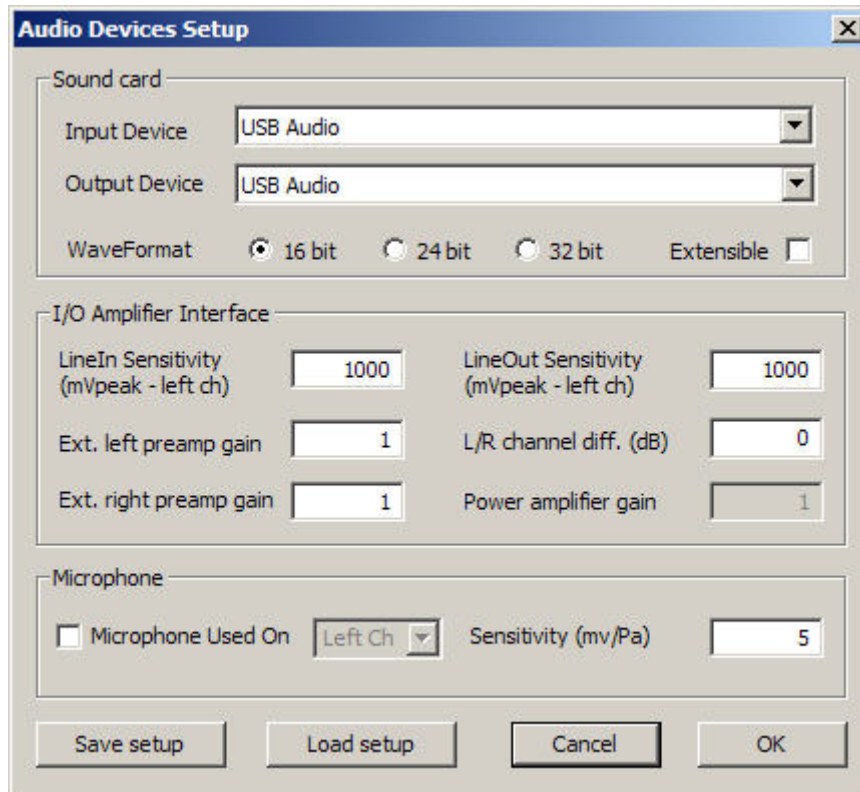 Audio Devices Setup
Sound card
Input Device USB Audio
Output Device USB Audio
WaveFormat 16 bit 24 bit 32 bit Extensible
I/O Amplifier Interface
LineIn Sensitivity
(mVpeak - left ch) 1000
LineOut Sensitivity
(mVpeak - left ch) 1000
Ext. left preamp gain 1
L/R channel diff. (dB) 0
Ext. right preamp gain 1
Power amplifier gain 1
Microphone
Microphone Used On Left Ch Sensitivity (mv/Pa) 5
Save setup Load setup Cancel OK